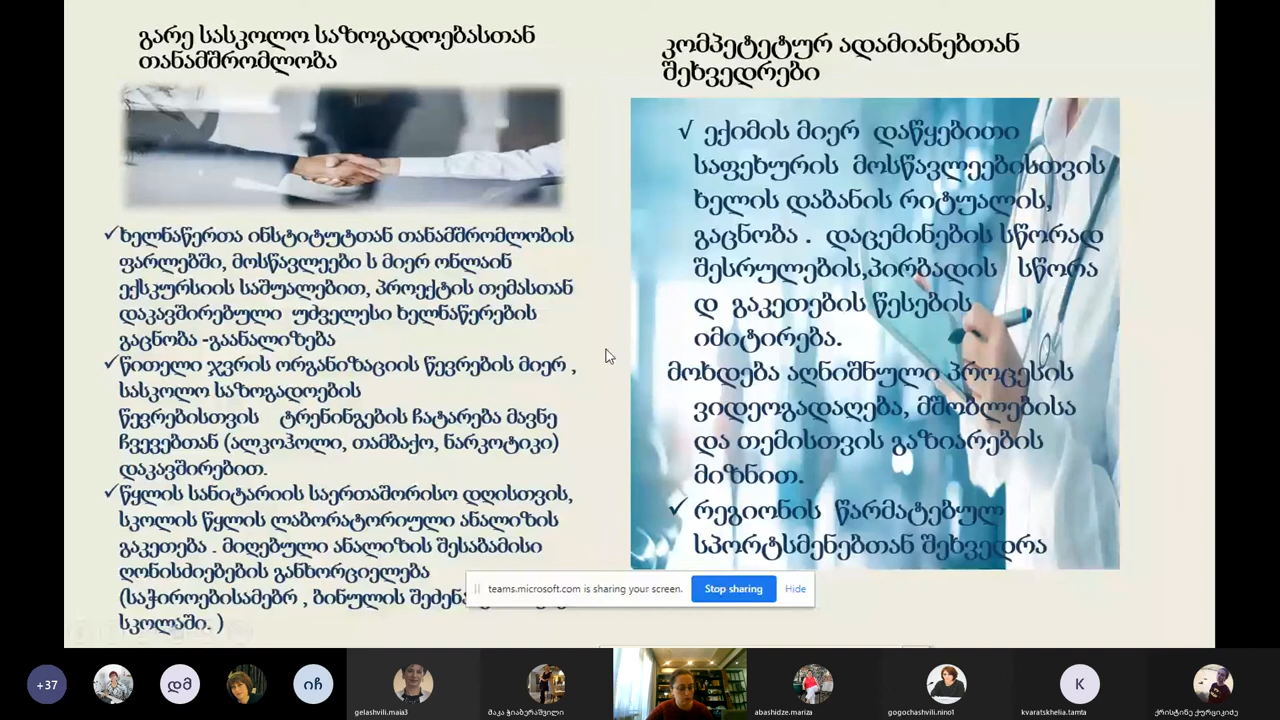 გარე სასკოლო საზოგადოებასთან
თანამშრომლობა
✓ხელნაწერთა ინსტიტუტთან თანამშრომლობის
ფარლებში, მოსწავლეები ს მიერ ონლაინ
ექსკურსიის საშუალებით, პროექტის თემასთან
დაკავშირებული უძველესი ხელნაწერების
გაცნობა -გაანალიზება
✓წითელი ჯვრის ორგანიზაციის წევრების მიერ ,
სასკოლო საზოგადოების
წევრებისთვის ტრენინგების ჩატარება მავნე
ჩვევებთან (ალკოჰოლი, თამბაქო, ნარკოტიკი)
დაკავშირებით.
✓წყლის სანიტარიის საერთაშორისო დღისთვის,
სკოლის წყლის ლაბორატორიული ანალიზის
გაკეთება . მიღებული ანალიზის შესაბამისი
ღონისძიებების განხორციელება
(საჭიროებისამებრ , ბინულის
სკოლაში. )
კომპეტეტურ ადამიანებთან
შეხვედრები
√ ექიმის მიერ დაწყებითი
საფეხურის მოსწავლეებისთვის
ხელის დაბანის რიტუალის,
გაცნობა . დაცემინების სწორად
შესრულების,პირბადის სწორა
დ გაკეთების წესების
იმიტირება.
მოხდება აღნიშნული პროცესის
ვიდეოგადაღება, მშობლებისა
და თემისთვის გაზიარების
მიზნით.
✓ რეგიონის წარმატებულ
სპორტსმენებთან შეხვედრა
teams.microsoft.com is sharing your screen.
Stop sharing
Hide
+37
დმ
იჩ
K
gelashvili.maia3
მაკა ჭიაბერაშვილი
abashidze.mariza
gogochashvili.nino1
kvaratskhelia.tamta
ქრისტინე ქურციკიძე